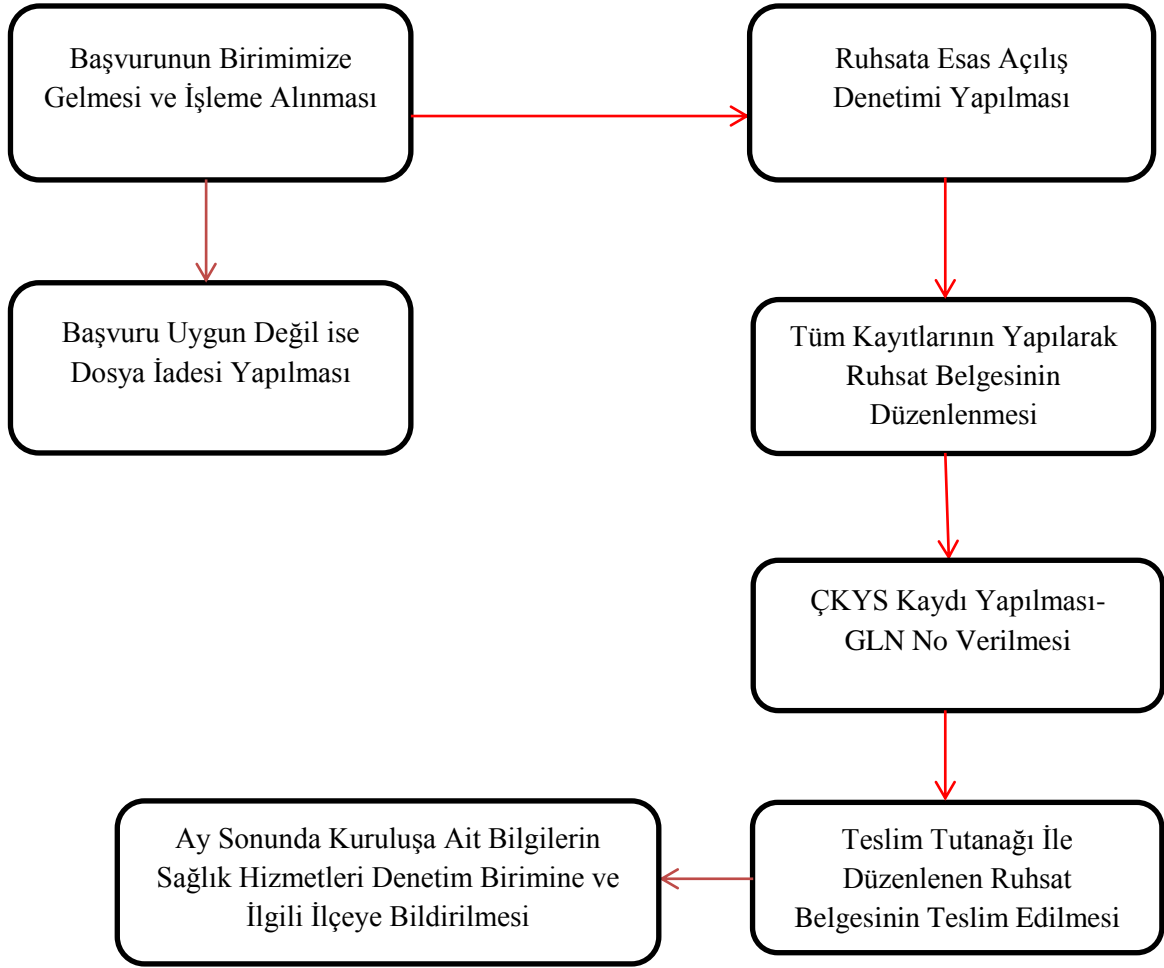 Başvurunun Birimimize
Gelmesi ve İşleme Alınması
Ruhsata Esas Açılış
Denetimi Yapılması
Başvuru Uygun Değil ise
Dosya İadesi Yapılması
Tüm Kayıtlarının Yapılarak
Ruhsat Belgesinin
Düzenlenmesi
ÇKYS Kaydı Yapılması-
GLN No Verilmesi
Teslim Tutanağı İle
Düzenlenen Ruhsat
Belgesinin Teslim Edilmesi
Ay Sonunda Kuruluşa Ait Bilgilerin
Sağlık Hizmetleri Denetim Birimine ve
İlgili İlçeye Bildirilmesi